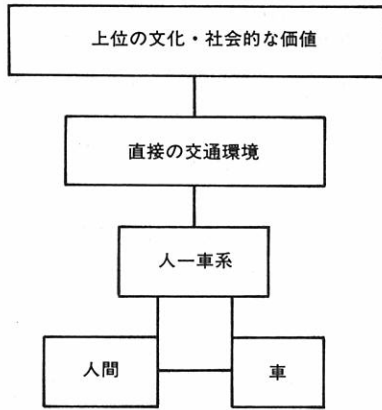 上位の文化・社会的な価値
直接の交通環境
人ー車系
人間
車